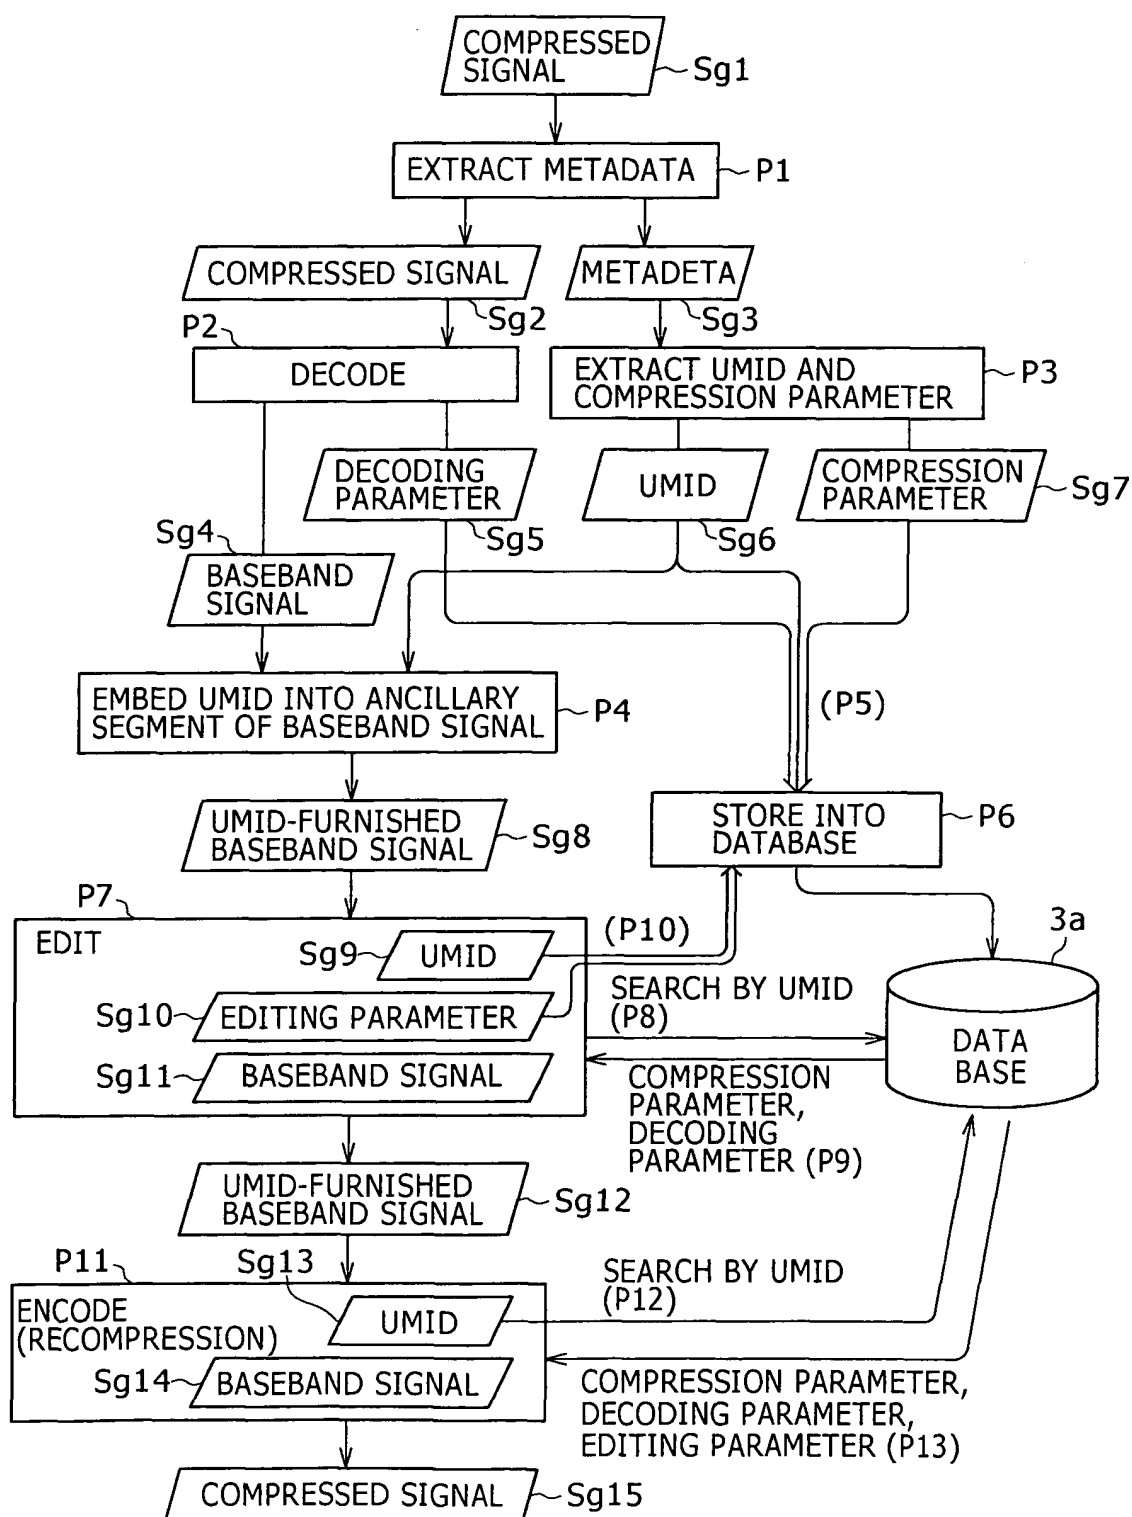 COMPRESSED
SIGNAL
Sg1
EXTRACT METADATA
P1
COMPRESSED SIGNAL
Sg2
METADETA
Sg3
P2
DECODE
EXTRACT UMID AND
COMPRESSION PARAMETER
P3
DECODING
PARAMETER
Sg5
UMID
Sg6
COMPRESSION
PARAMETER
Sg7
Sg4
BASEBAND
SIGNAL
EMBED UMID INTO ANCILLARY
SEGMENT OF BASEBAND SIGNAL
P4
(P5)
UMID-FURNISHED
BASEBAND SIGNAL
Sg8
STORE INTO
DATABASE
P6
P7
EDIT
Sg9
UMID
(P10)
Sg10
EDITING PARAMETER
Sg11
BASEBAND SIGNAL
SEARCH BY UMID
(P8)
3a
DATA
BASE
COMPRESSION
PARAMETER,
DECODING
PARAMETER (P9)
UMID-FURNISHED
BASEBAND SIGNAL
Sg12
P11
Sg13
ENCODE
(RECOMPRESSION)
UMID
Sg14
BASEBAND SIGNAL
SEARCH BY UMID
(P12)
COMPRESSION PARAMETER,
DECODING PARAMETER,
EDITING PARAMETER (P13)
COMPRESSED SIGNAL
Sg15